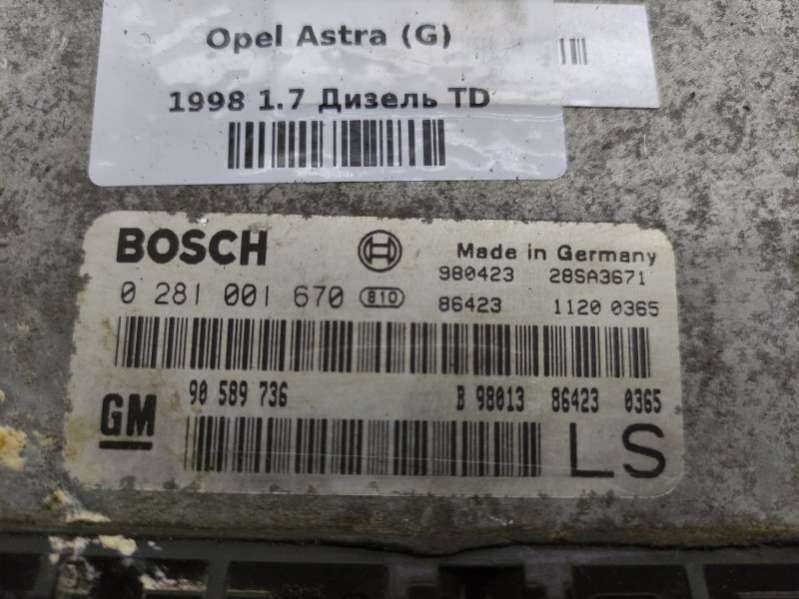 Opel Astra (G)
1998 1.7 Дизель TD
BOSCH
Made in Germany
980423 28SA3671
0 281 001 670 810
86423 1120 0365
90 589 736 B 98013 86423 0365
GM
LS